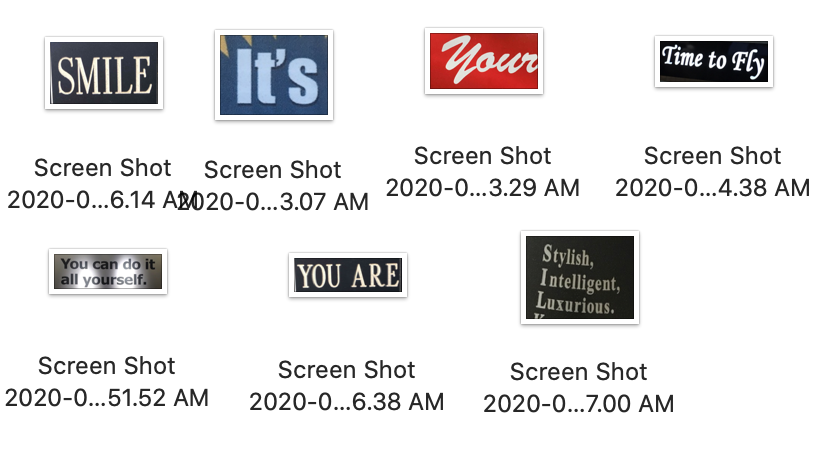 SMILE
It's
Your
Time to Fly
Screen Shot
2020-0...6.14 AM
Screen Shot
2020-0...3.07 AM
Screen Shot
2020-0...3.29 AM
Screen Shot
2020-0...4.38 AM
You can do it
all yourself.
YOU ARE
Stylish,
Intelligent,
Luxurious.
Screen Shot
2020-0...51.52 AM
Screen Shot
2020-0...6.38 AM
Screen Shot
2020-0...7.00 AM